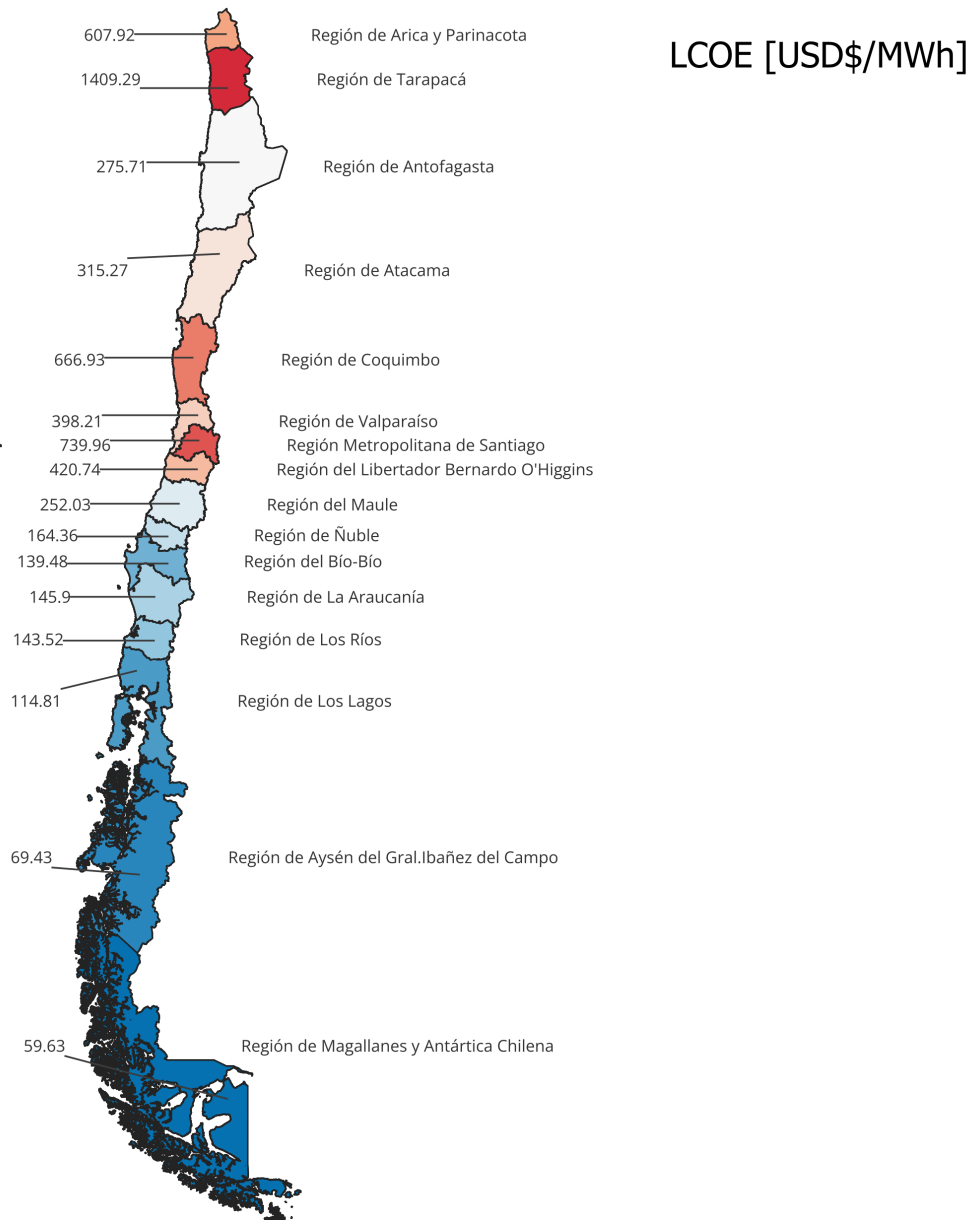 LCOE [USD$/MWh]
607.92 Región de Arica y Parinacota
1409.29 Región de Tarapacá
275.71 Región de Antofagasta
315.27 Región de Atacama
666.93 Región de Coquimbo
398.21 Región de Valparaíso
739.96 Región Metropolitana de Santiago
420.74 Región del Libertador Bernardo O'Higgins
252.03 Región del Maule
164.36 Región de Ñuble
139.48 Región del Bío-Bío
145.9 Región de La Araucanía
143.52 Región de Los Ríos
114.81 Región de Los Lagos
69.43 Región de Aysén del Gral.Ibañez del Campo
59.63 Región de Magallanes y Antártica Chilena